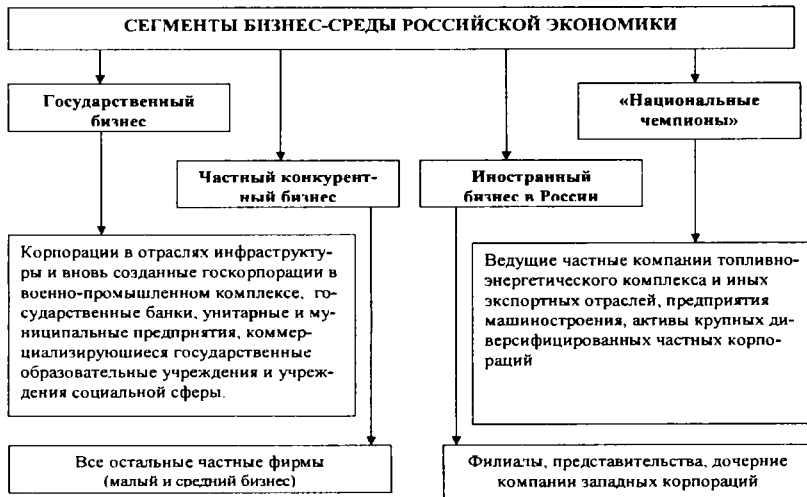 СЕГМЕНТЫ БИЗНЕС-СРЕДЫ РОССИЙСКОЙ ЭКОНОМИКИ
Государственный
бизнес
«Национальные
чемпионы»
Частный конкурент-
ный бизнес
Иностранный
бизнес в России
Корпорации в отраслях инфраструкту-
ры и вновь созданные госкорпорации в
военно-промышленном комплексе, го-
сударственные банки, унитарные и му-
ниципальные предприятия, коммер-
циализирующиеся государственные
образовательные учреждения и учреж-
дения социальной сферы.
Ведущие частные компании топливно-
энергетического комплекса и иных
экспортных отраслей, предприятия
машиностроения, активы крупных ди-
версифицированных частных корпо-
раций
Все остальные частные фирмы
(малый и средний бизнес)
Филиалы, представительства, дочерние
компании западных корпораций